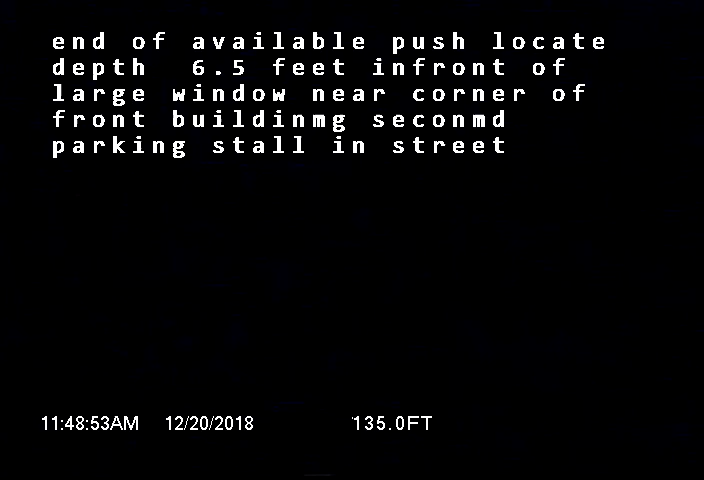 end of available push locate
depth  6.5 feet infront of
large window near corner of
front buildinmg seconmd
parking stall in street
11:48:53AM 12/20/2018 135.0FT